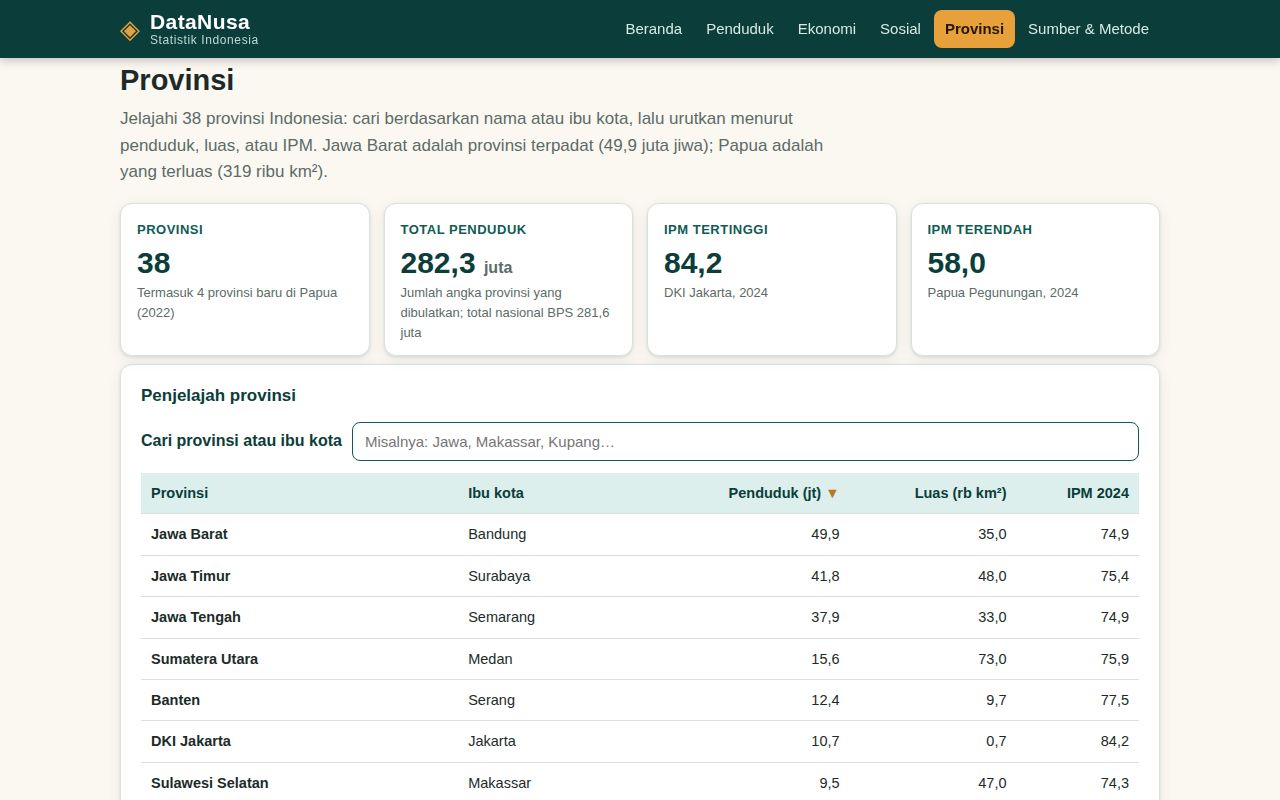 DataNusa
Statistik Indonesia
Beranda Penduduk Ekonomi Sosial Provinsi Sumber & Metode
Provinsi
Jelajahi 38 provinsi Indonesia: cari berdasarkan nama atau ibu kota, lalu urutkan menurut
penduduk, luas, atau IPM. Jawa Barat adalah provinsi terpadat (49,9 juta jiwa); Papua adalah
yang terluas (319 ribu km²).
PROVINSI
38
Termasuk 4 provinsi baru di Papua
(2022)
TOTAL PENDUDUK
282,3 juta
Jumlah angka provinsi yang
dibulatkan; total nasional BPS 281,6
juta
IPM TERTINGGI
84,2
DKI Jakarta, 2024
IPM TERENDAH
58,0
Papua Pegunungan, 2024
Penjelajah provinsi
Cari provinsi atau ibu kota Misalnya: Jawa, Makassar, Kupang…
Provinsi Ibu kota Penduduk (jt) ▼ Luas (rb km²) IPM 2024
Jawa Barat Bandung 49,9 35,0 74,9
Jawa Timur Surabaya 41,8 48,0 75,4
Jawa Tengah Semarang 37,9 33,0 74,9
Sumatera Utara Medan 15,6 73,0 75,9
Banten Serang 12,4 9,7 77,5
DKI Jakarta Jakarta 10,7 0,7 84,2
Sulawesi Selatan Makassar 9,5 47,0 74,3